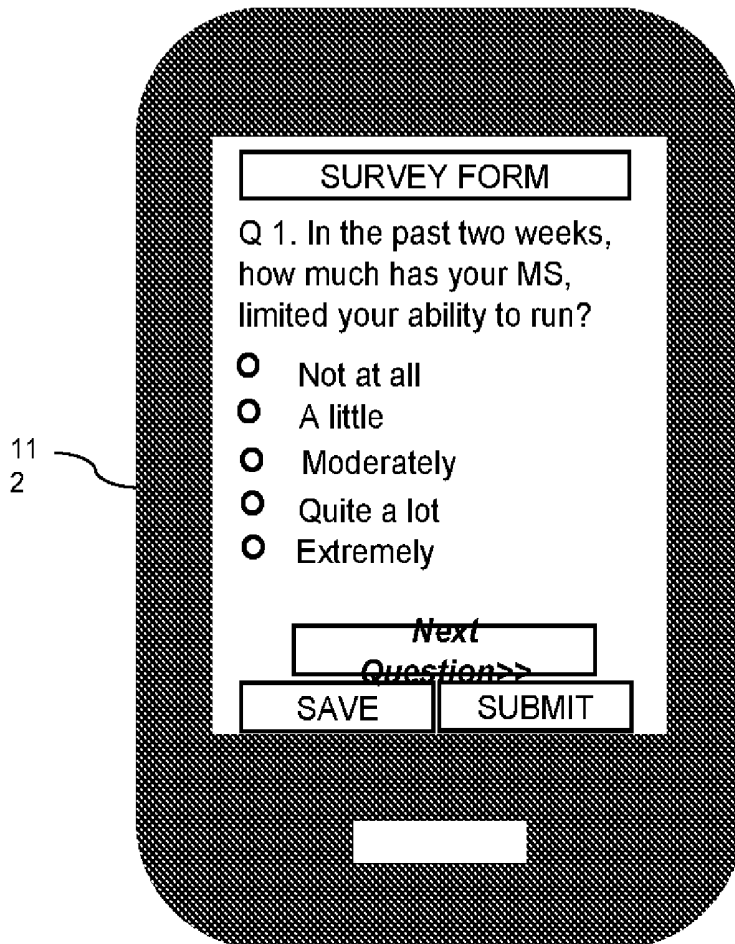 SURVEY FORM
Q 1. In the past two weeks,
how much has your MS,
limited your ability to run?
Not at all
A little
Moderately
Quite a lot
Extremely
11
2
Next
Question>>
SAVE SUBMIT